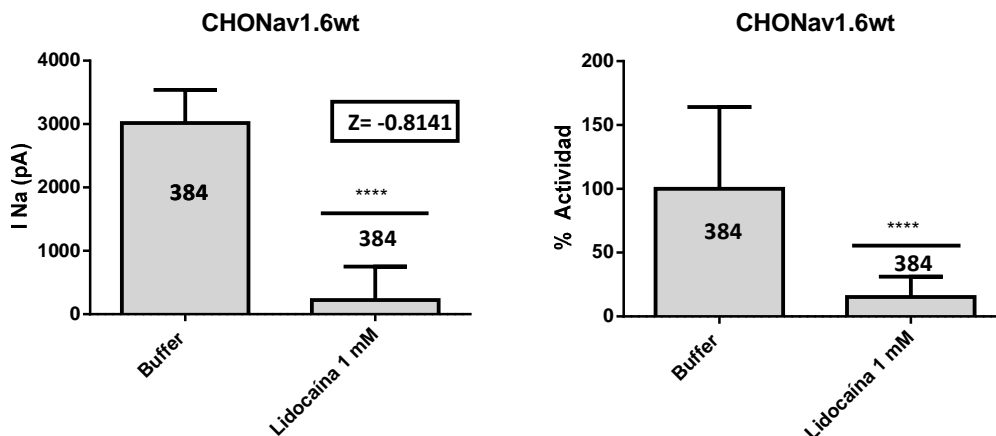 CHONav1.6wt
I Na (pA)
4000
3000
2000
1000
0
Z= -0.8141
384
****
384
Buffer
Lidocaína 1 mM
CHONav1.6wt
% Actividad
200
150
100
50
0
384
****
384
Buffer
Lidocaína 1 mM